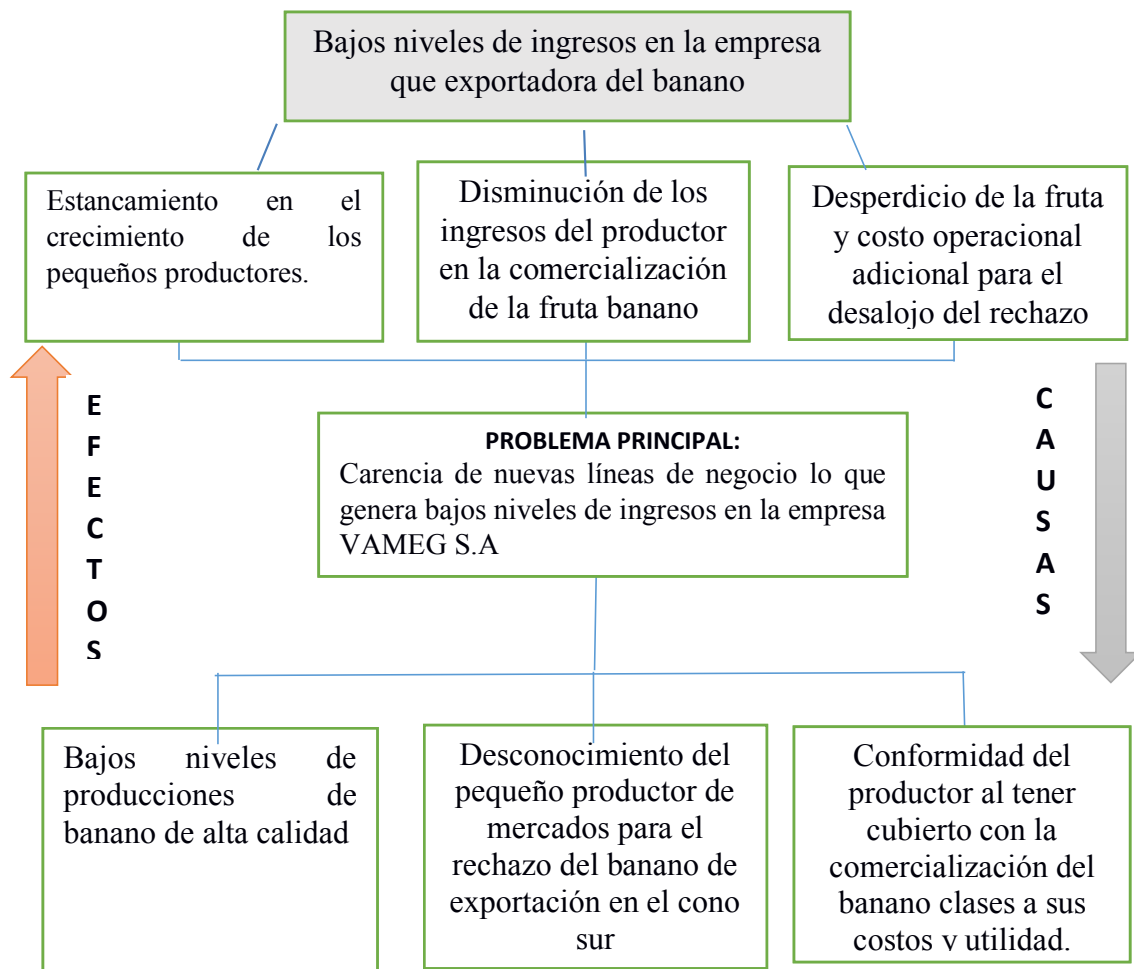 Bajos niveles de ingresos en la empresa
que exportadora del banano
Estancamiento en el
crecimiento de los
pequeños productores.
Disminución de los
ingresos del productor
en la comercialización
de la fruta banano
Desperdicio de la fruta
y costo operacional
adicional para el
desalojo del rechazo
E
F
E
C
T
O
S
C
A
U
S
A
S
PROBLEMA PRINCIPAL:
Carencia de nuevas líneas de negocio lo que
genera bajos niveles de ingresos en la empresa
VAMEG S.A
Bajos niveles de
producciones de
banano de alta calidad
Desconocimiento del
pequeño productor de
mercados para el
rechazo del banano de
exportación en el cono
sur
Conformidad del
productor al tener
cubierto con la
comercialización del
banano clases a sus
costos y utilidad.